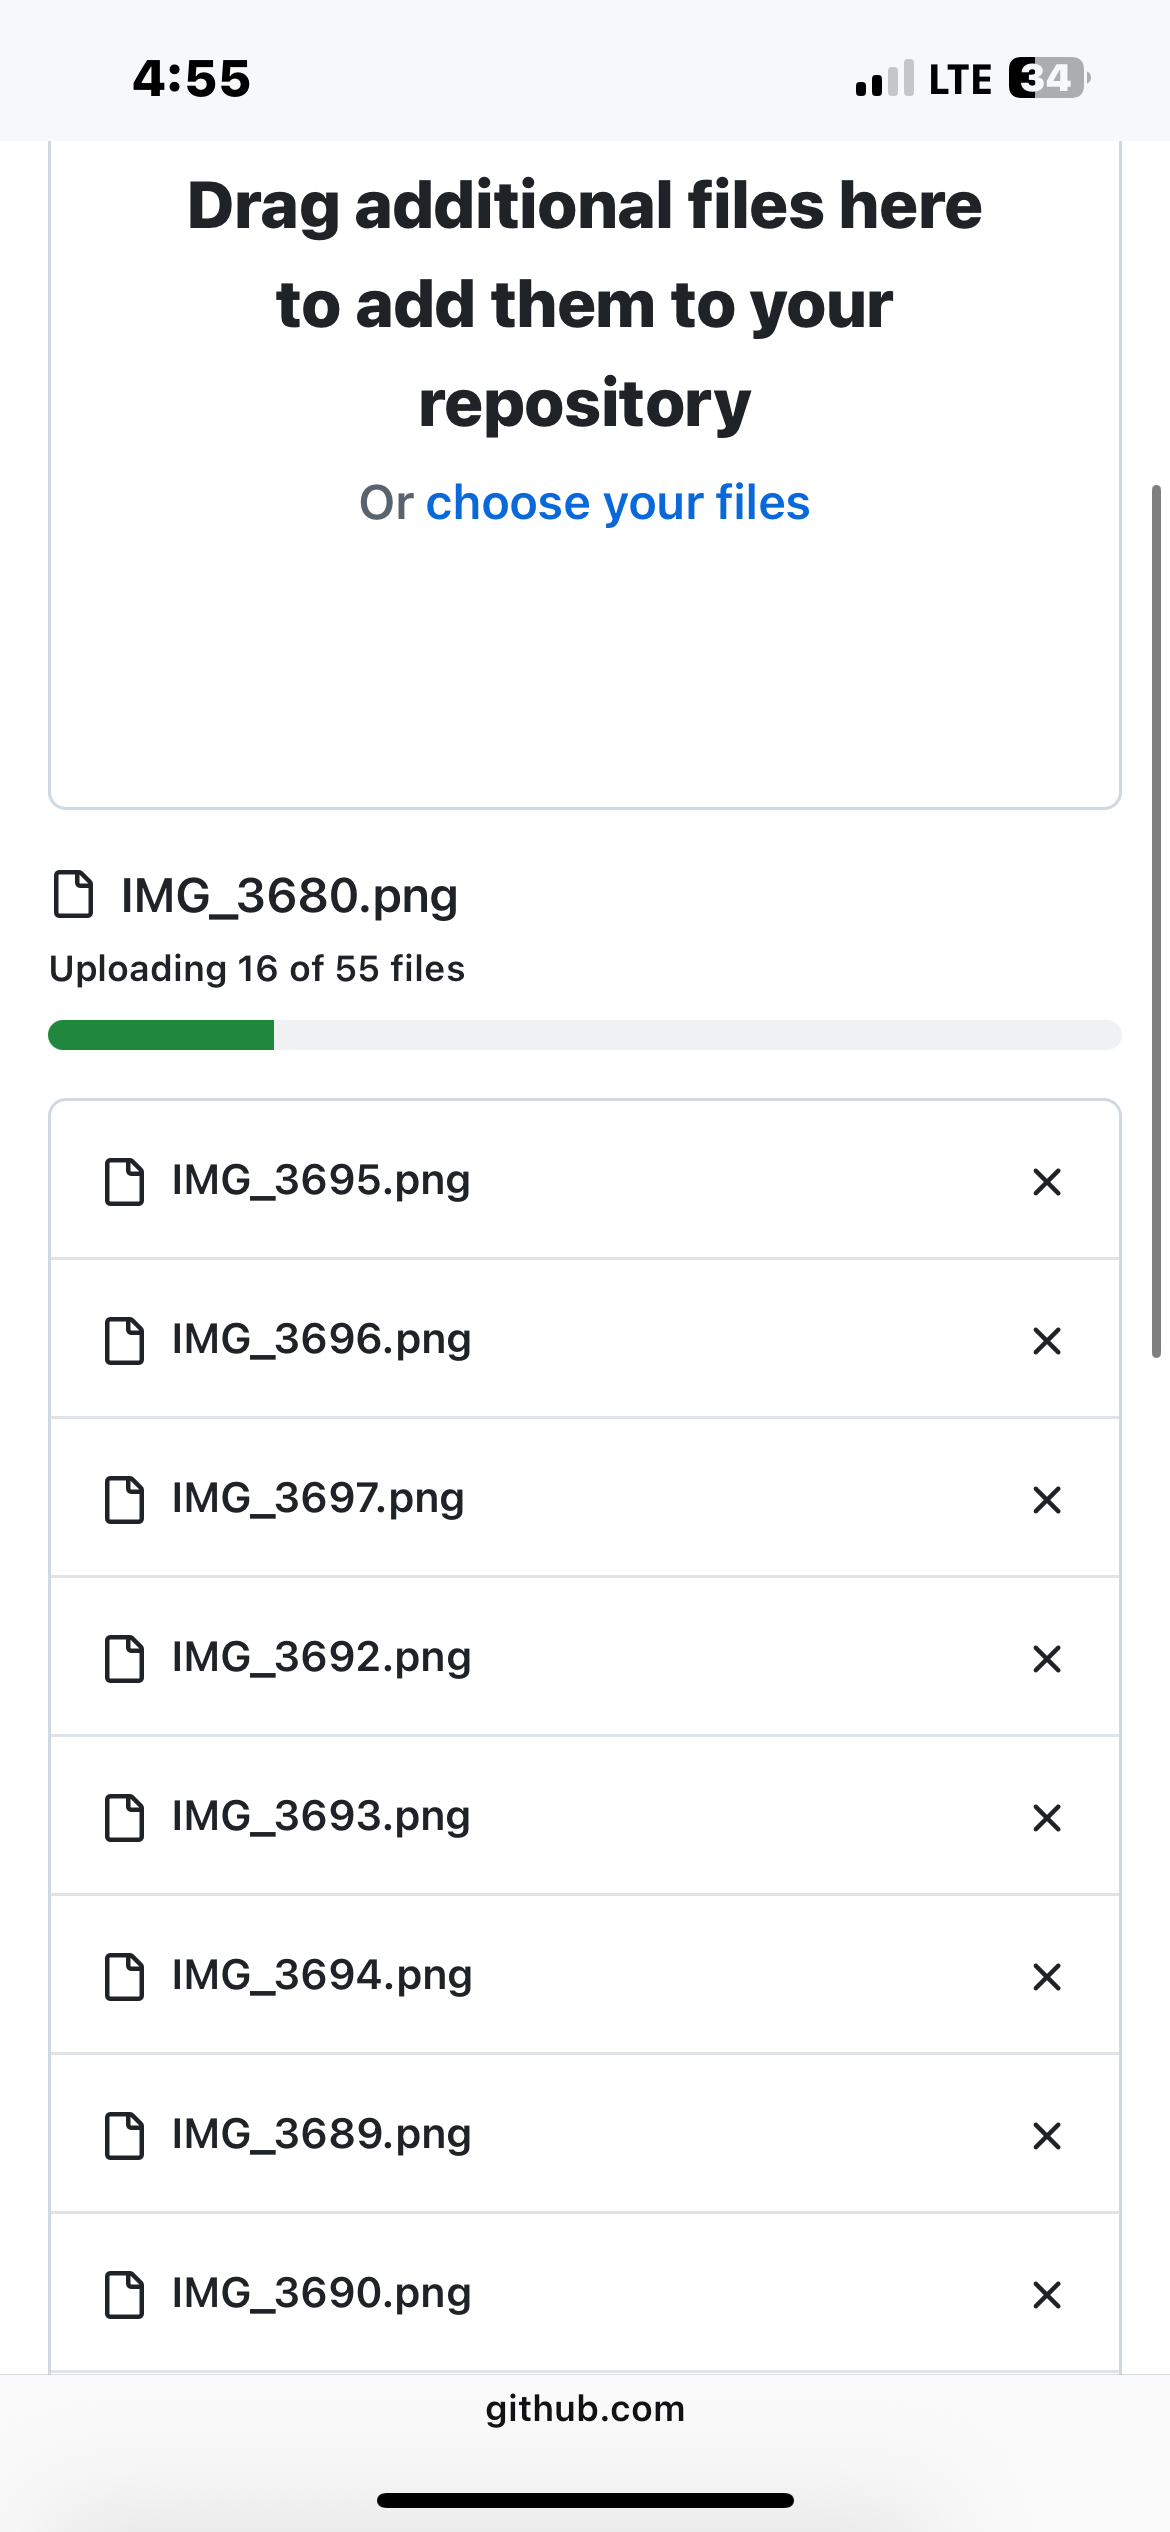 4:55
LTE
34
Drag additional files here
to add them to your
repository
Or choose your files
IMG_3680.png
Uploading 16 of 55 files
IMG_3695.png
IMG_3696.png
IMG_3697.png
IMG_3692.png
IMG_3693.png
IMG_3694.png
IMG_3689.png
IMG_3690.png
github.com